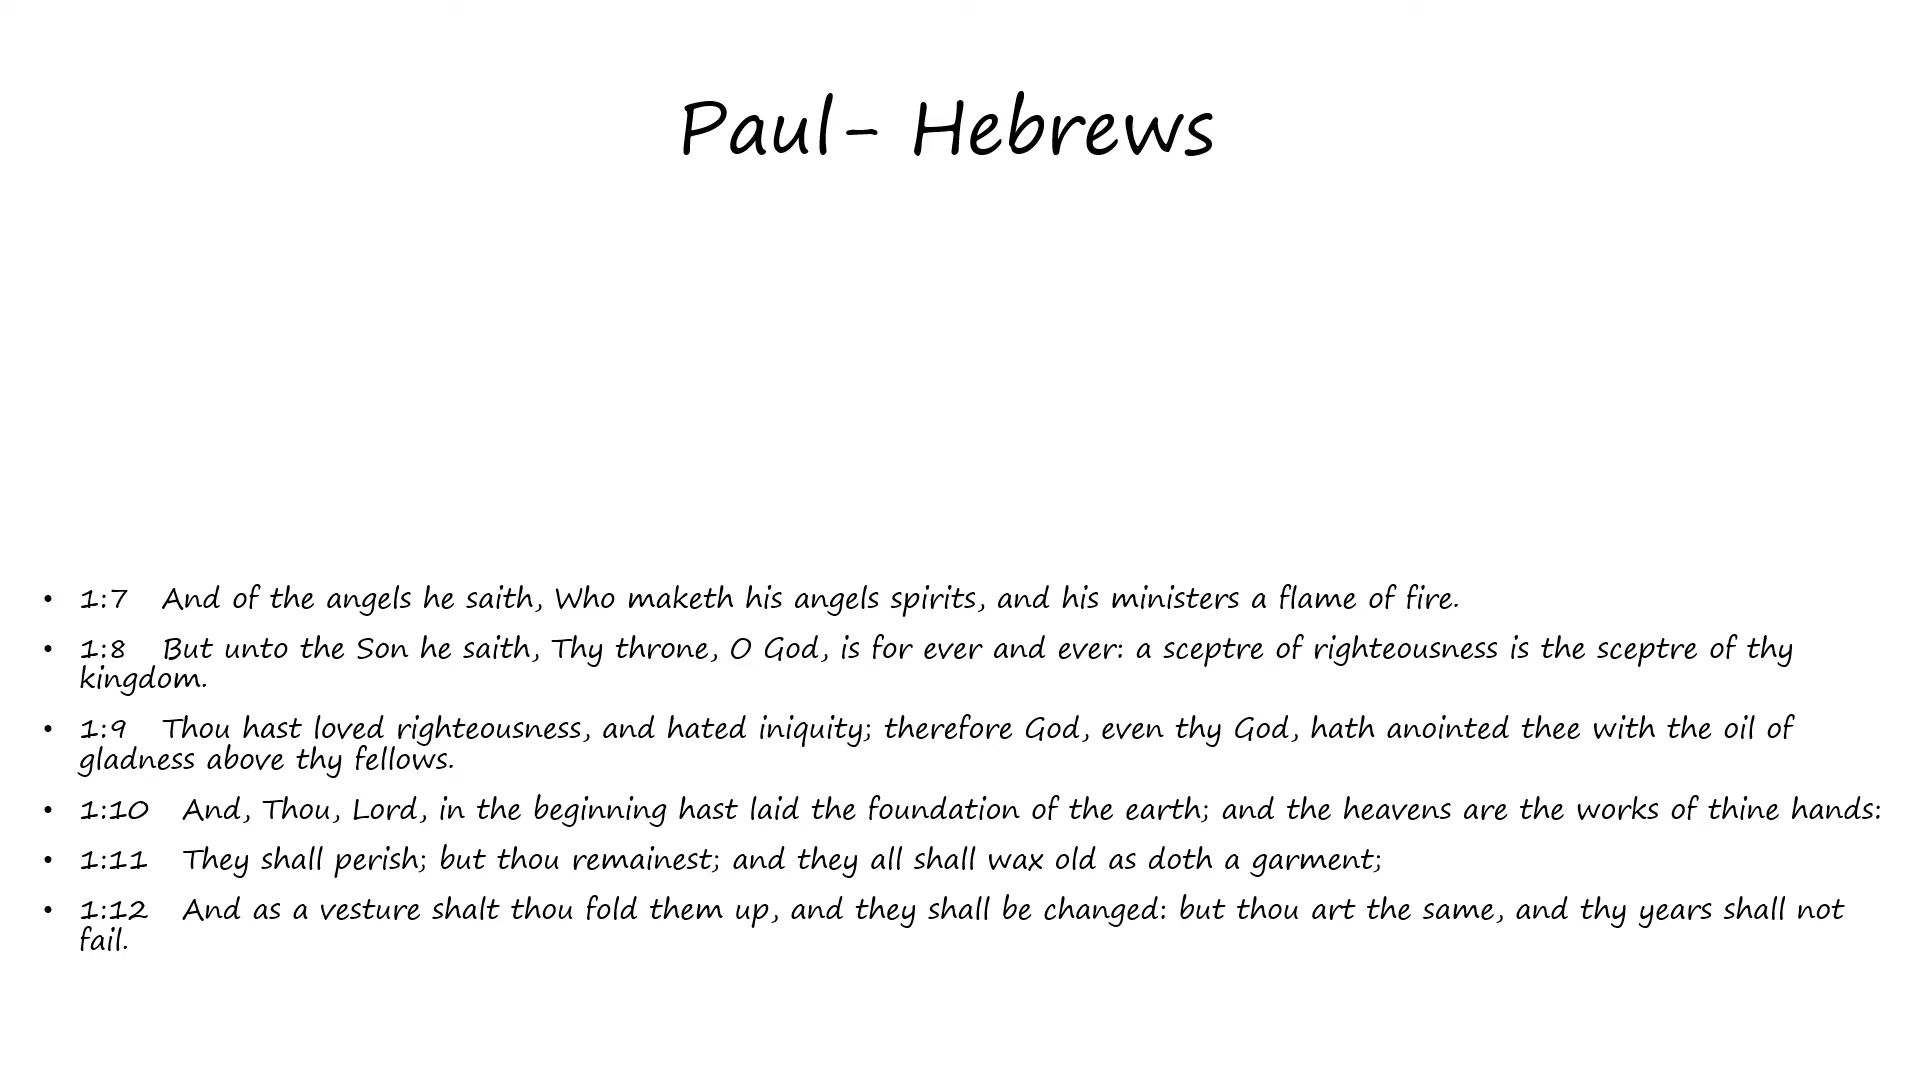 Paul- Hebrews
• 1:7 And of the angels he saith, Who maketh his angels spirits, and his ministers a flame of fire.
• 1:8 But unto the Son he saith, Thy throne, O God, is for ever and ever: a sceptre of righteousness is the sceptre of thy
kingdom.
• 1:9 Thou hast loved righteousness, and hated iniquity; therefore God, even thy God, hath anointed thee with the oil of
gladness above thy fellows.
• 1:10 And, Thou, Lord, in the beginning hast laid the foundation of the earth; and the heavens are the works of thine hands:
• 1:11 They shall perish; but thou remainest; and they all shall wax old as doth a garment;
• 1:12 And as a vesture shalt thou fold them up, and they shall be changed: but thou art the same, and thy years shall not
fail.